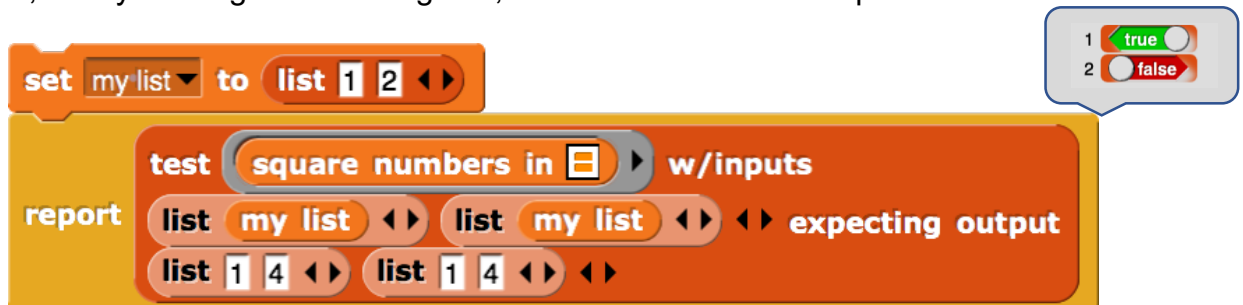 set my list to list 1 2
1 true
2 false
test square numbers in w/inputs
report list my list list my list expecting output
list 1 4 list 1 4